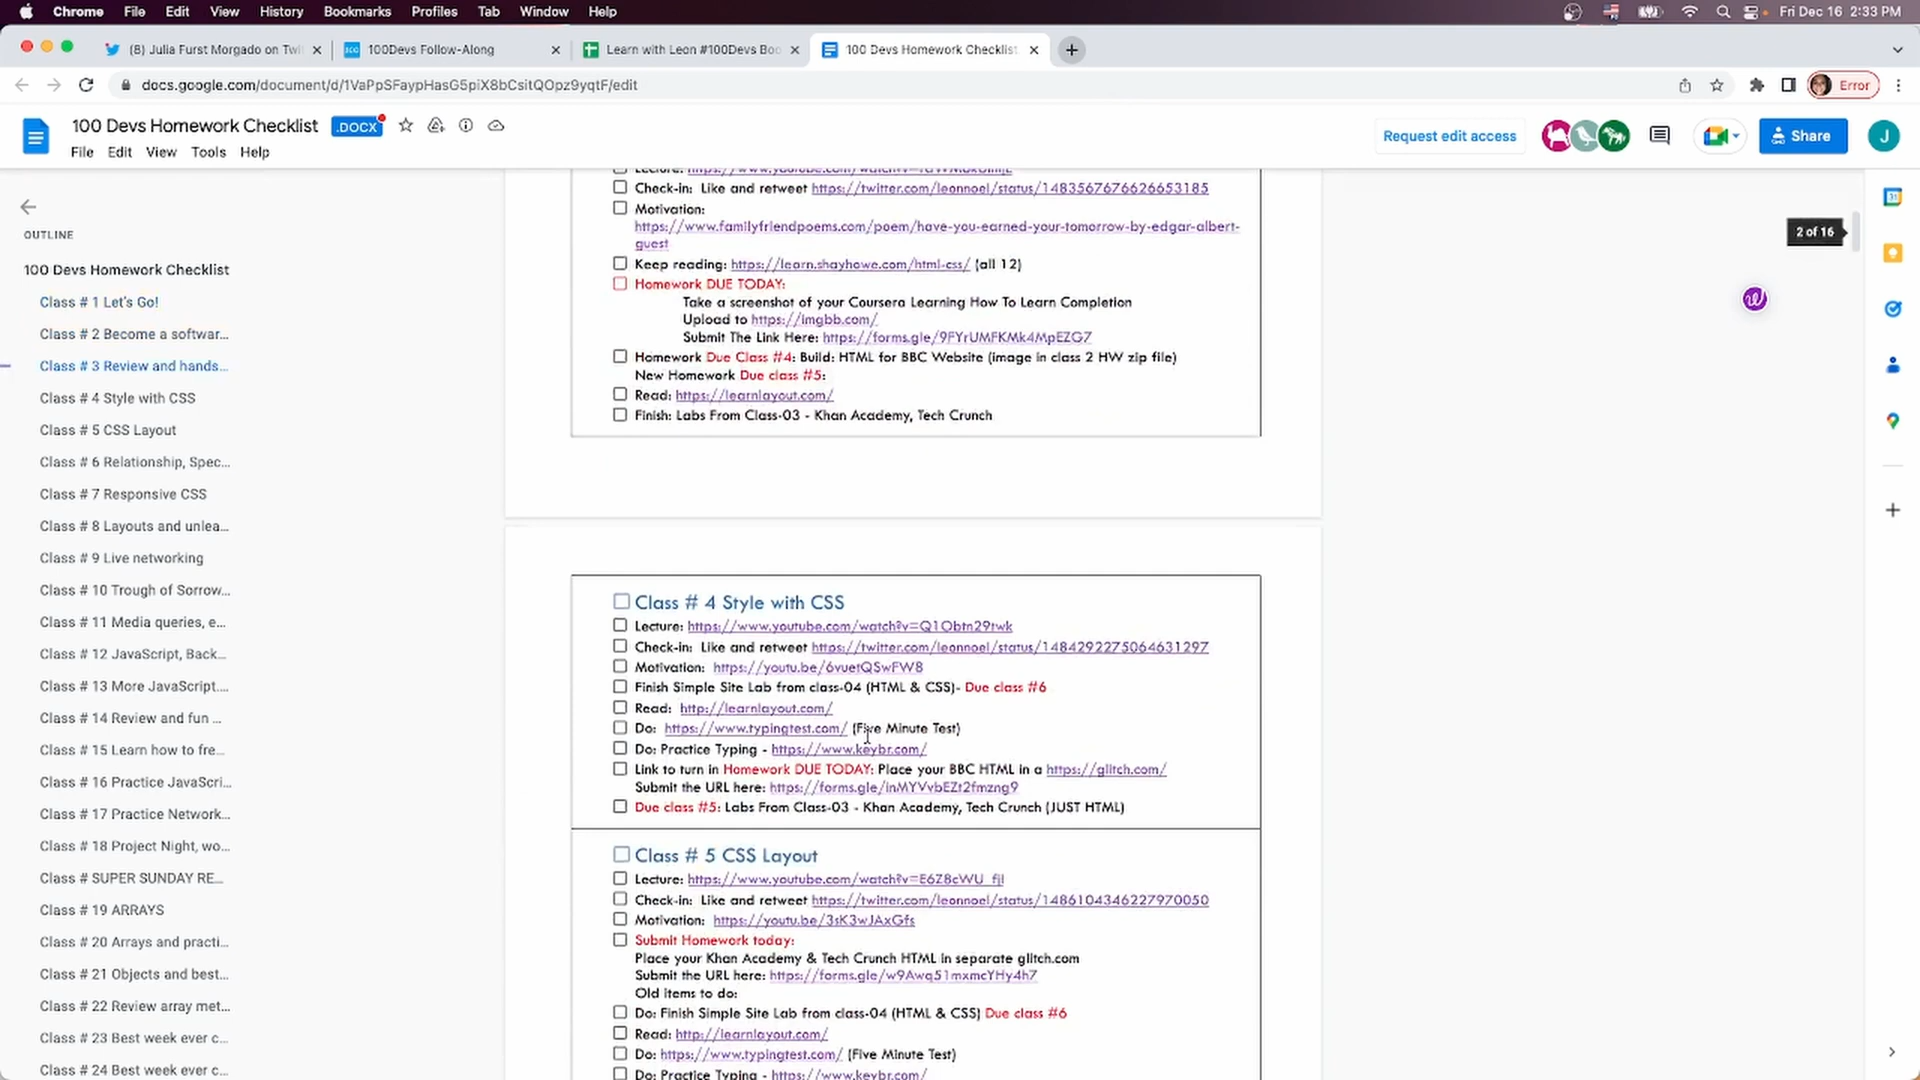 Chrome File Edit View History Bookmarks Profiles Tab Window Help Fri Dec 16 2:33 PM
(8) Julia Furst Morgado on Twi
100Devs Follow-Along
Learn with Leon #100Devs Boo
100 Devs Homework Checklist
docs.google.com/document/d/1VaPpSFaypHasG5piX8bCsitQOpz9yqtF/edit
Error
100 Devs Homework Checklist .DOCX
File Edit View Tools Help
Request edit access
Share
J
OUTLINE
100 Devs Homework Checklist
Class # 1 Let's Go!
Class # 2 Become a softwar...
Class # 3 Review and hands...
Class # 4 Style with CSS
Class # 5 CSS Layout
Class # 6 Relationship, Spec...
Class # 7 Responsive CSS
Class # 8 Layouts and unlea...
Class # 9 Live networking
Class # 10 Trough of Sorrow...
Class # 11 Media queries, e...
Class # 12 JavaScript, Back...
Class # 13 More JavaScript....
Class # 14 Review and fun ...
Class # 15 Learn how to fre...
Class # 16 Practice JavaScri...
Class # 17 Practice Network...
Class # 18 Project Night, wo...
Class # SUPER SUNDAY RE...
Class # 19 ARRAYS
Class # 20 Arrays and practi...
Class # 21 Objects and best...
Class # 22 Review array met...
Class # 23 Best week ever c...
Class # 24 Best week ever c...
Check-in: Like and retweet https://twitter.com/leonnoel/status/1483567676626653185
Motivation:
https://www.familyfriendpoems.com/poem/have-you-earned-your-tomorrow-by-edgar-albert-
guest
Keep reading: https://learn.shayhowe.com/html-css/ (all 12)
Homework DUE TODAY:
Take a screenshot of your Coursera Learning How To Learn Completion
Upload to https://imgbb.com/
Submit The Link Here: https://forms.gle/9FYrUMFKMk4MpEZG7
Homework Due Class #4: Build: HTML for BBC Website (image in class 2 HW zip file)
New Homework Due class #5:
Read: https://learnlayout.com/
Finish: Labs From Class-03 - Khan Academy, Tech Crunch
Class # 4 Style with CSS
Lecture: https://www.youtube.com/watch?v=Q1Obtn29twk
Check-in: Like and retweet https://twitter.com/leonnoel/status/1484292275064631297
Motivation: https://youtu.be/6vuetQSwFW8
Finish Simple Site Lab from class-04 (HTML & CSS)- Due class #6
Read: http://learnlayout.com/
Do: https://www.typingtest.com/ (Five Minute Test)
Do: Practice Typing - https://www.keybr.com/
Link to turn in Homework DUE TODAY: Place your BBC HTML in a https://glitch.com/
Submit the URL here: https://forms.gle/inMYVvbEZt2fmzng9
Due class #5: Labs From Class-03 - Khan Academy, Tech Crunch (JUST HTML)
Class # 5 CSS Layout
Lecture: https://www.youtube.com/watch?v=E6Z8cWU_fjI
Check-in: Like and retweet https://twitter.com/leonnoel/status/1486104346227970050
Motivation: https://youtu.be/3sK3wJAxGfs
Submit Homework today:
Place your Khan Academy & Tech Crunch HTML in separate glitch.com
Submit the URL here: https://forms.gle/w9Awq51mxmcYHy4h7
Old items to do:
Do: Finish Simple Site Lab from class-04 (HTML & CSS) Due class #6
Read: http://learnlayout.com/
Do: https://www.typingtest.com/ (Five Minute Test)
Do: Practice Typing - https://www.keybr.com/
2 of 16